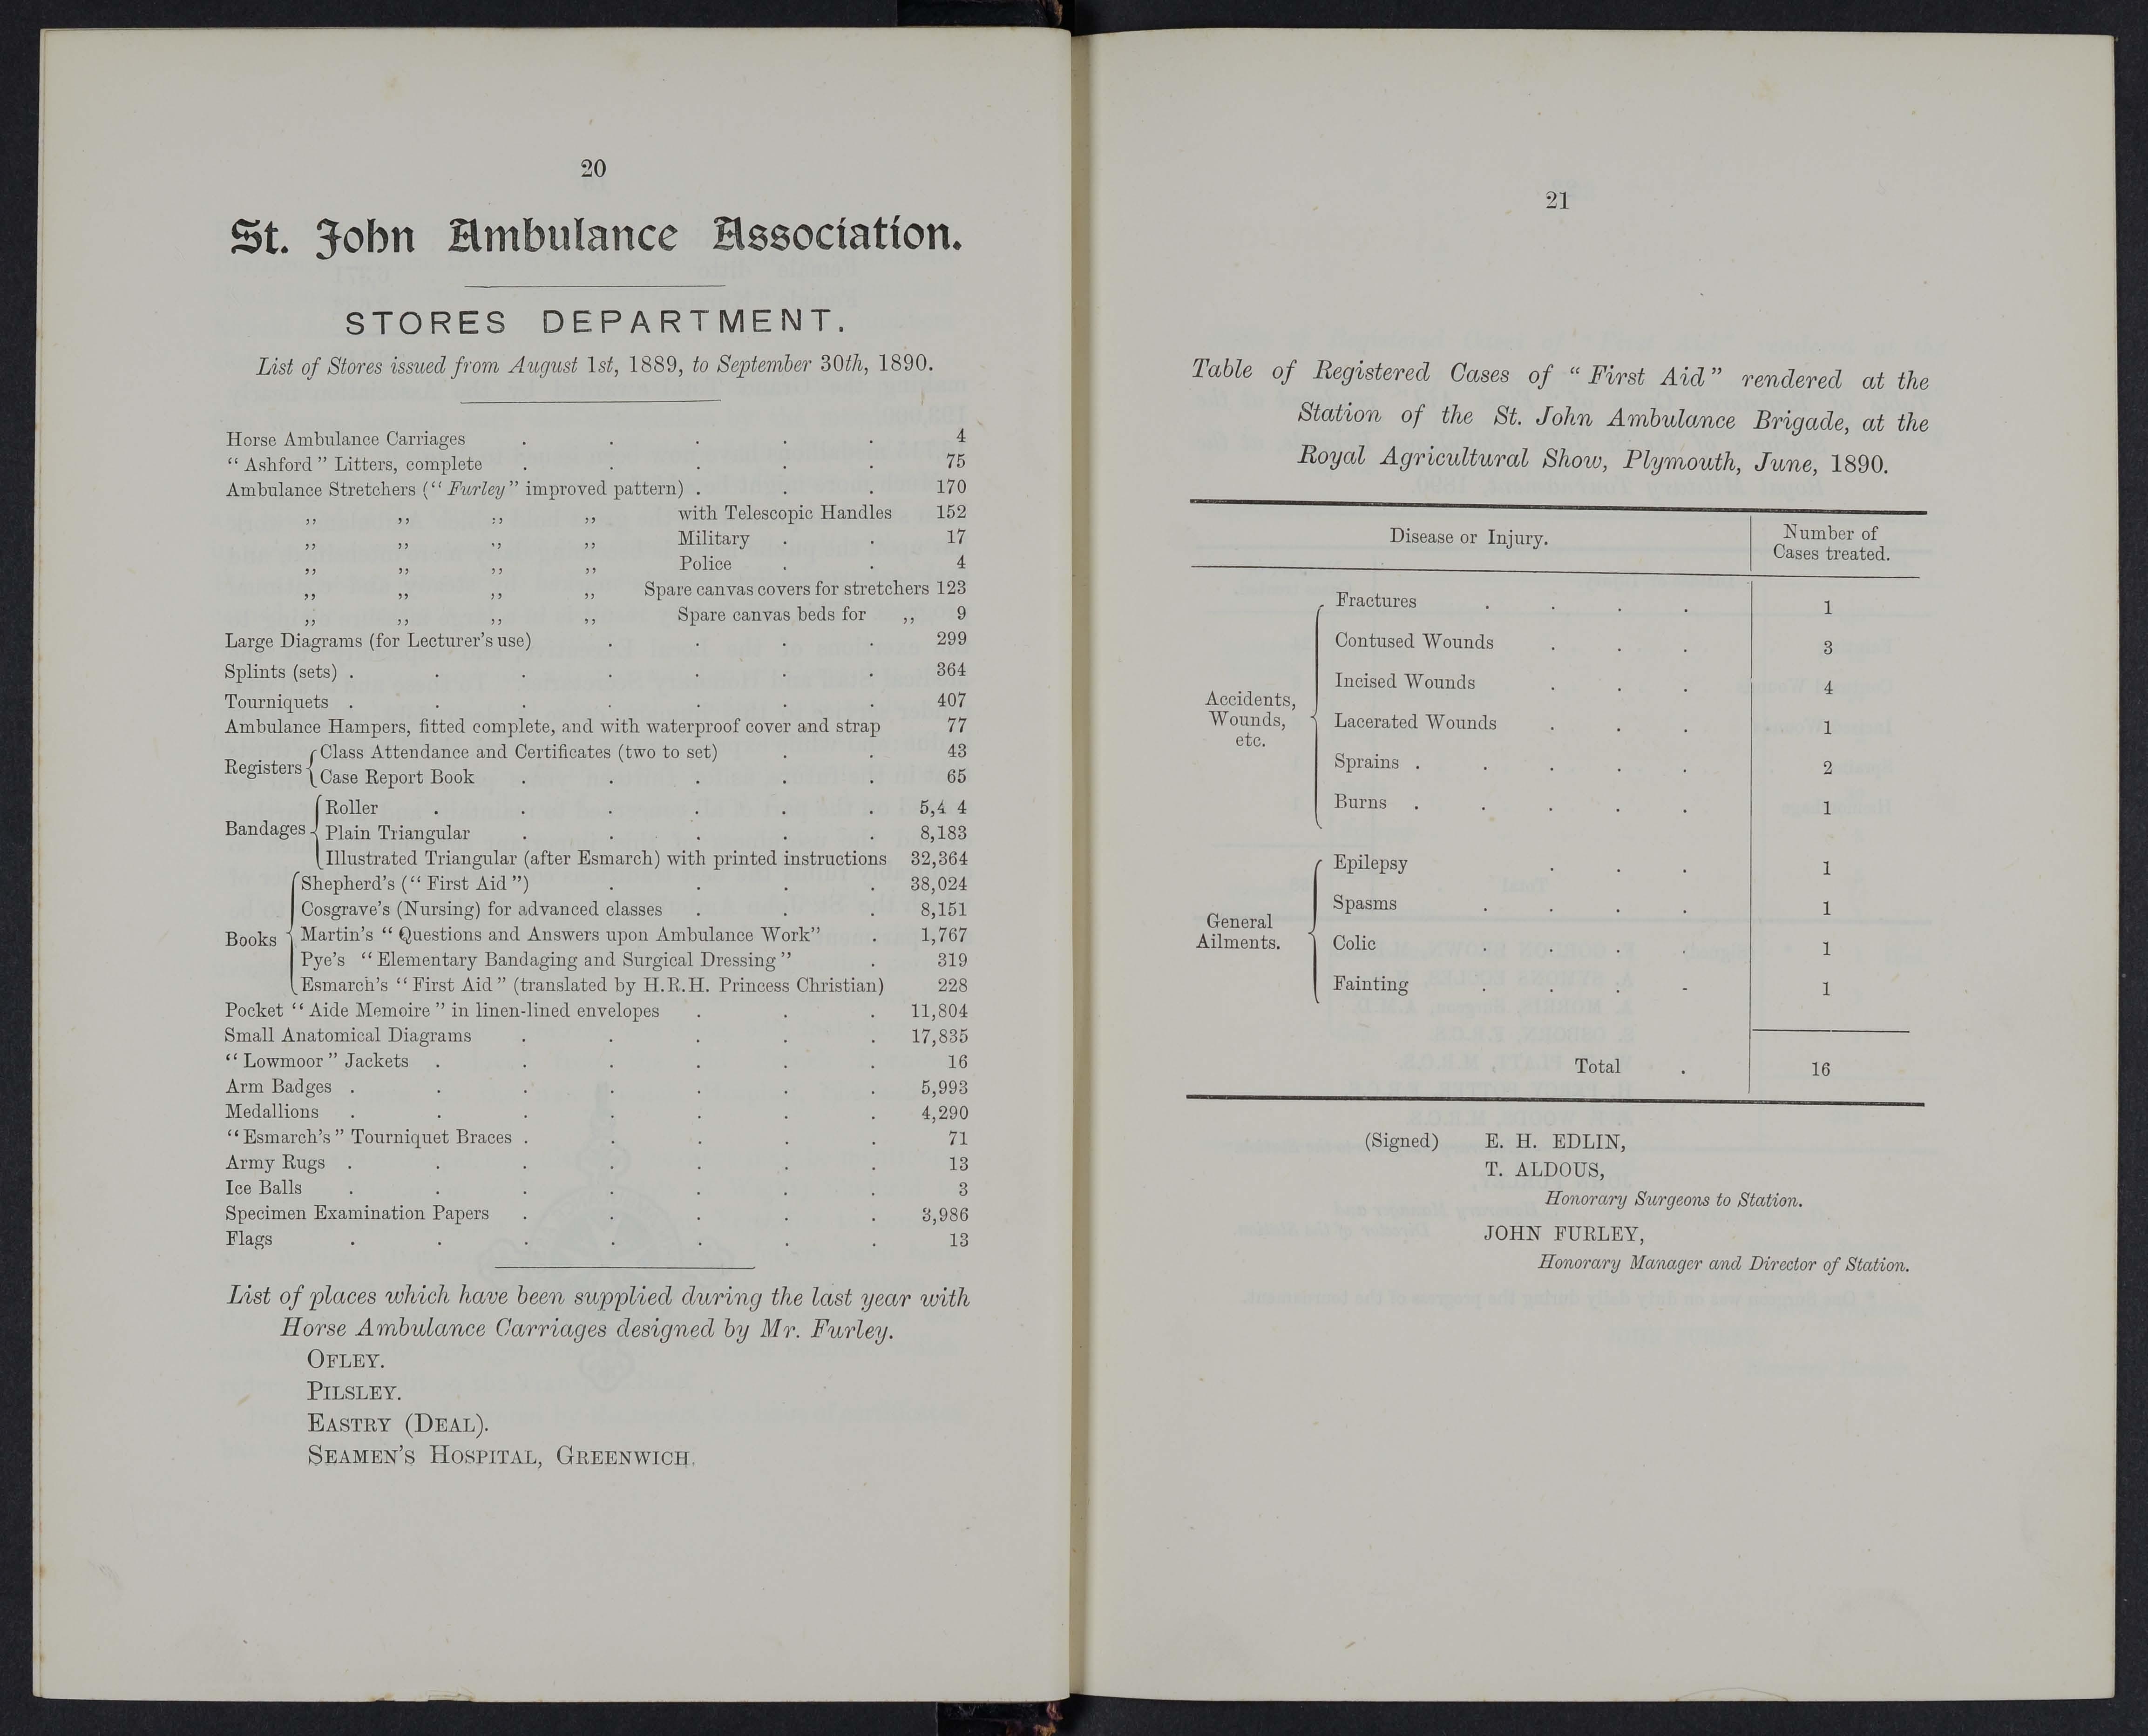 20
St. John Ambulance Association.
STORES DEPARTMENT.
List of Stores issued from August 1st, 1889, to September 30th, 1890.
Horse Ambulance Carriages . . . . . 4
“Ashford” Litters, complete . . . . . 75
Ambulance Stretchers (“Furley” improved pattern) . . . 170
,, ,, ,, ,, with Telescopic Handles 152
,, ,, ,, ,, Military . . 17
,, ,, ,, ,, Police . . 4
,, ,, ,, ,, Spare canvas covers for stretchers 123
,, ,, ,, ,, Spare canvas beds for ,, 9
Large Diagrams (for Lecturer's use) . . . . 299
Splints (sets) . . . . . . 364
Tourniquets . . . . . . . 407
Ambulance Hampers, fitted complete, and with waterproof cover and strap 77
Registers { Class Attendance and Certificates (two to set) . 43
Case Report Book . . . . . 65
Bandages { Roller . . . . . . 5,4 4
Plain Triangular . . . . . 8,183
Illustrated Triangular (after Esmarch) with printed instructions 32,364
Books { Shepherd's (“First Aid”) . . . . 38,024
Cosgrave's (Nursing) for advanced classes . . . 8,151
Martin's “Questions and Answers upon Ambulance Work” . 1,767
Pye's “Elementary Bandaging and Surgical Dressing” . 319
Esmarch's “First Aid” (translated by H.R.H. Princess Christian) 228
Pocket “Aide Memoire” in linen-lined envelopes . . . 11,804
Small Anatomical Diagrams . . . . . 17,835
“Lowmoor” Jackets . . . . . . 16
Arm Badges . . . . . . . 5,993
Medallions . . . . . . . 4,290
“Esmarch's” Tourniquet Braces . . . . . 71
Army Rugs . . . . . . . 13
Ice Balls . . . . . . . 3
Specimen Examination Papers . . . . . 3,986
Flags . . . . . . . 13
List of places which have been supplied during the last year with
Horse Ambulance Carriages designed by Mr. Furley.
OFLEY.
PILSLEY.
EASTRY (DEAL).
SEAMEN'S HOSPITAL, GREENWICH.
21
Table of Registered Cases of “First Aid” rendered at the
Station of the St. John Ambulance Brigade, at the
Royal Agricultural Show, Plymouth, June, 1890.
Disease or Injury. Number of
Cases treated.
Accidents,
Wounds,
etc.
Fractures . . . . 1
Contused Wounds . . . 3
Incised Wounds . . . 4
Lacerated Wounds . . . 1
Sprains . . . . . 2
Burns . . . . . 1
General
Ailments.
Epilepsy . . . 1
Spasms . . . . 1
Colic . . . . 1
Fainting . . . - 1
Total . 16
(Signed) E. H. EDLIN,
T. ALDOUS,
Honorary Surgeons to Station.
JOHN FURLEY,
Honorary Manager and Director of Station.